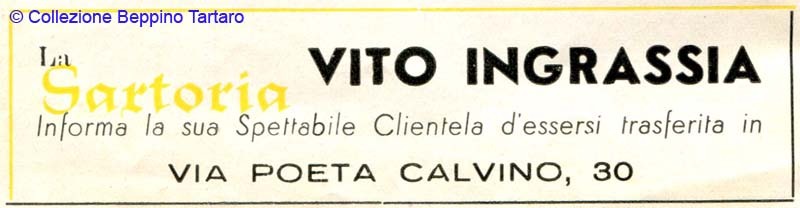 © Collezione Beppino Tartaro
La
Sartoria VITO INGRASSIA
Informa la sua Spettabile Clientela d'essersi trasferita in
VIA POETA CALVINO, 30